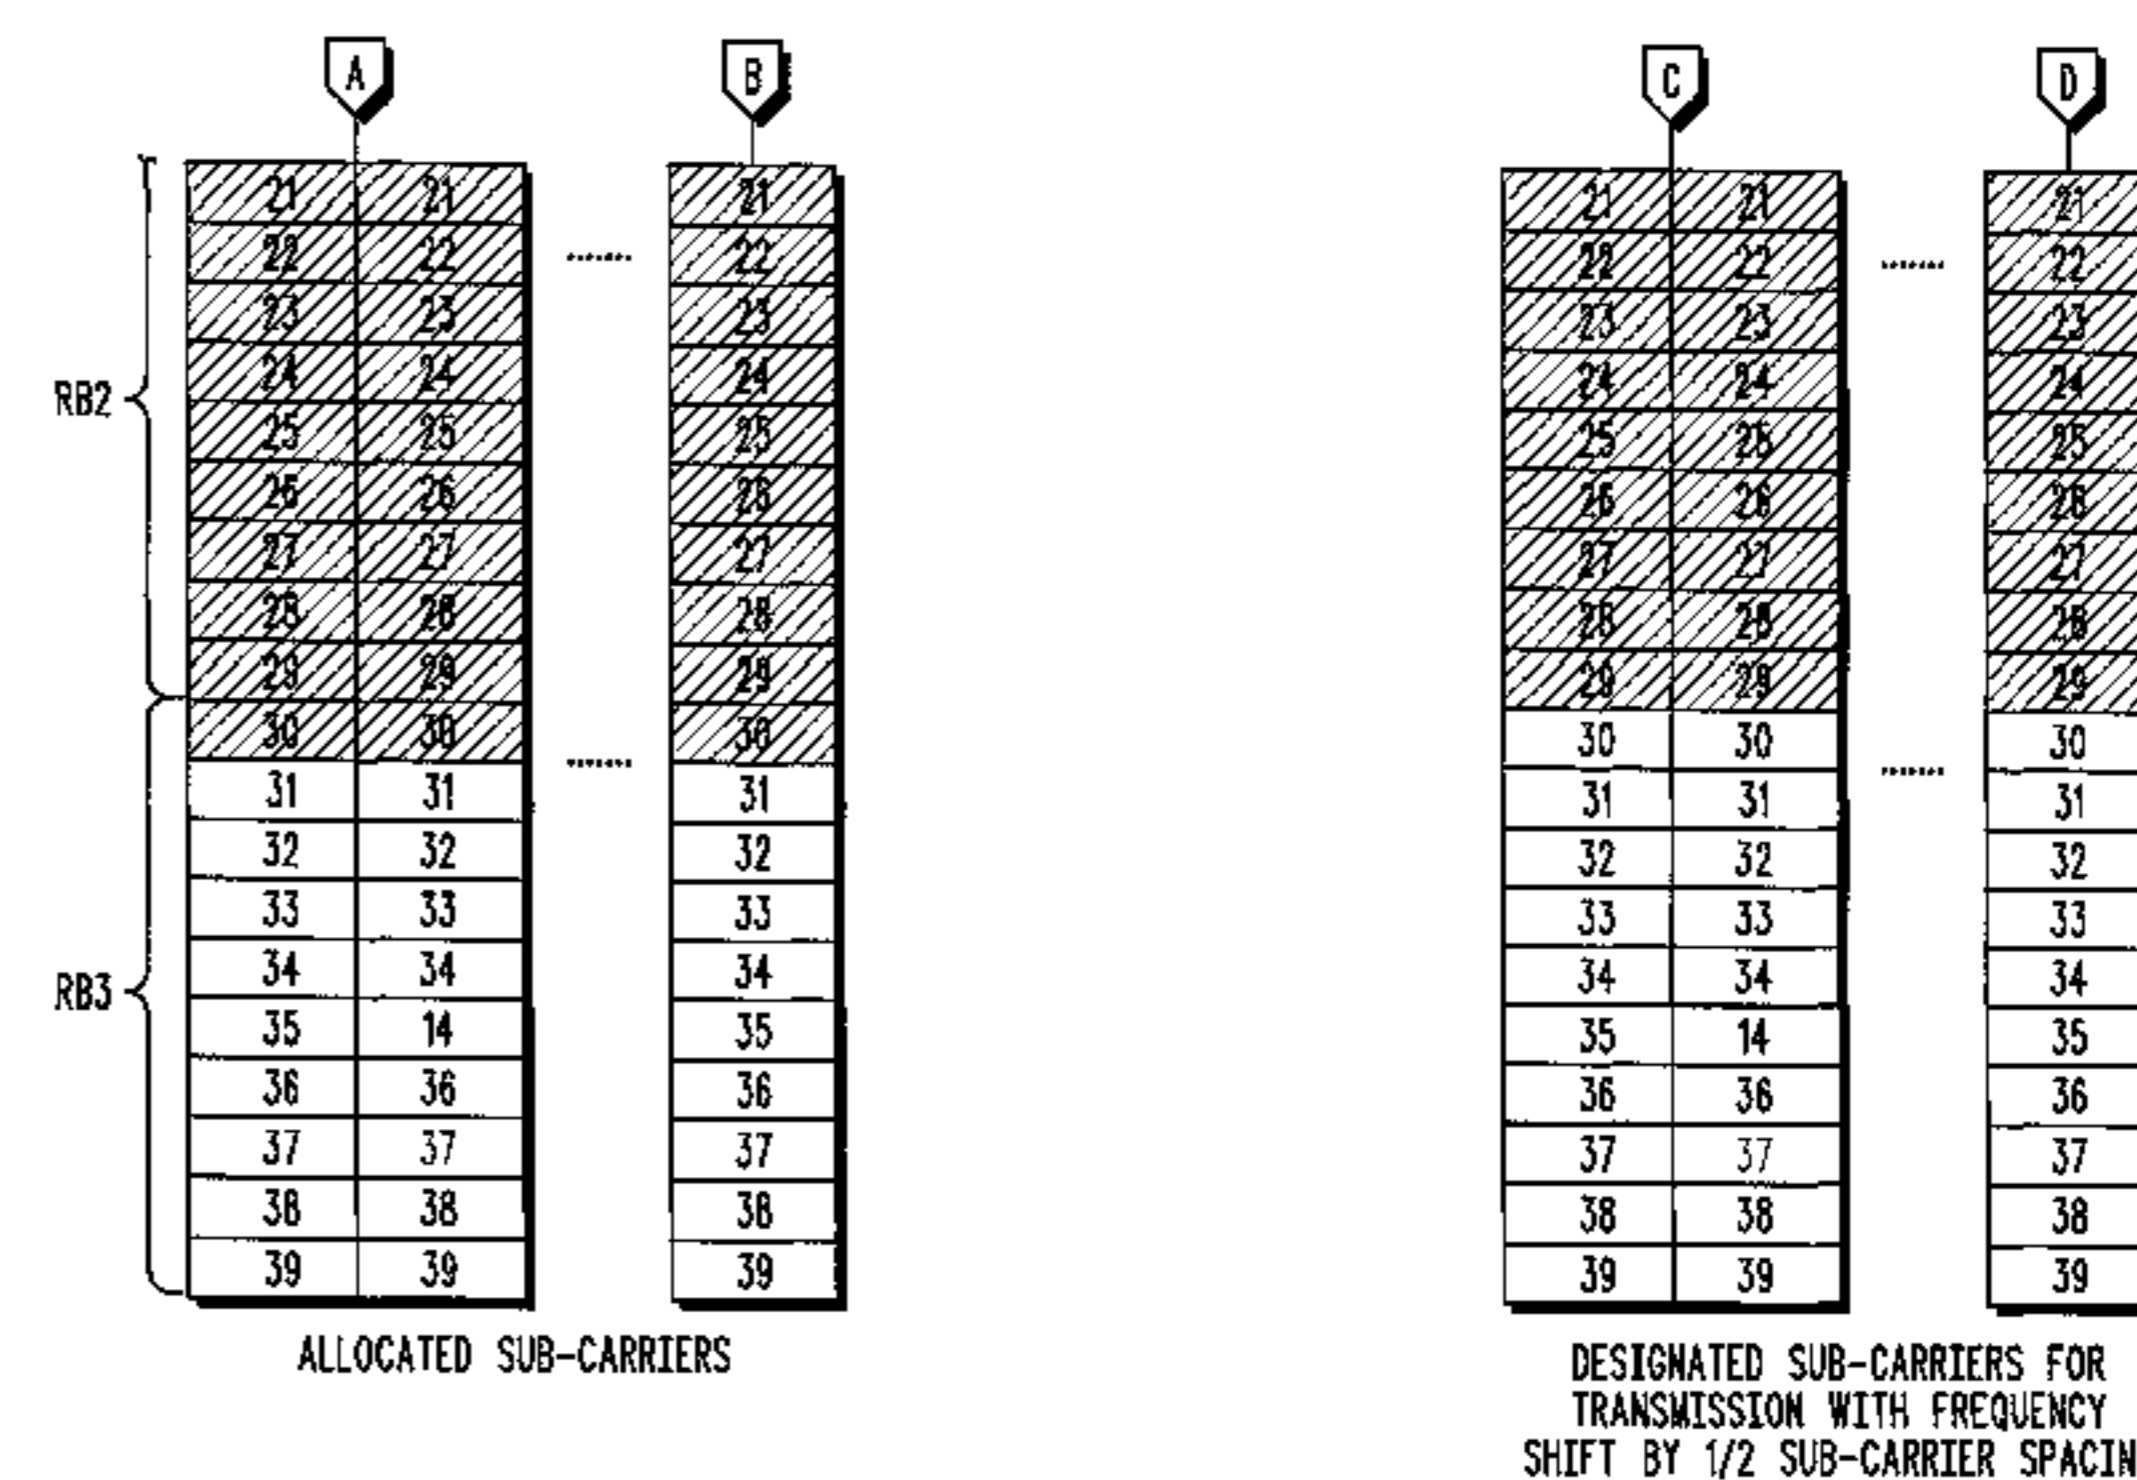 A B C D
21 21 21 21 21 21
22 22 22 22 22 22
23 23 23 23 23 23
RB2 24 24 24 24 24 24
25 25 25 25 25 25
26 26 26 26 26 26
27 27 27 27 27 27
28 28 28 28 28 28
29 29 29 29 29 29
30 30 30 30 30 30
31 31 31 31 31 31
32 32 32 32 32 32
33 33 33 33 33 33
RB3 34 34 34 34 34 34
35 14 35 35 14 35
36 36 36 36 36 36
37 37 37 37 37 37
38 38 38 38 38 38
39 39 39 39 39 39
ALLOCATED SUB-CARRIERS
DESIGNATED SUB-CARRIERS FOR
TRANSMISSION WITH FREQUENCY
SHIFT BY 1/2 SUB-CARRIER SPACIN